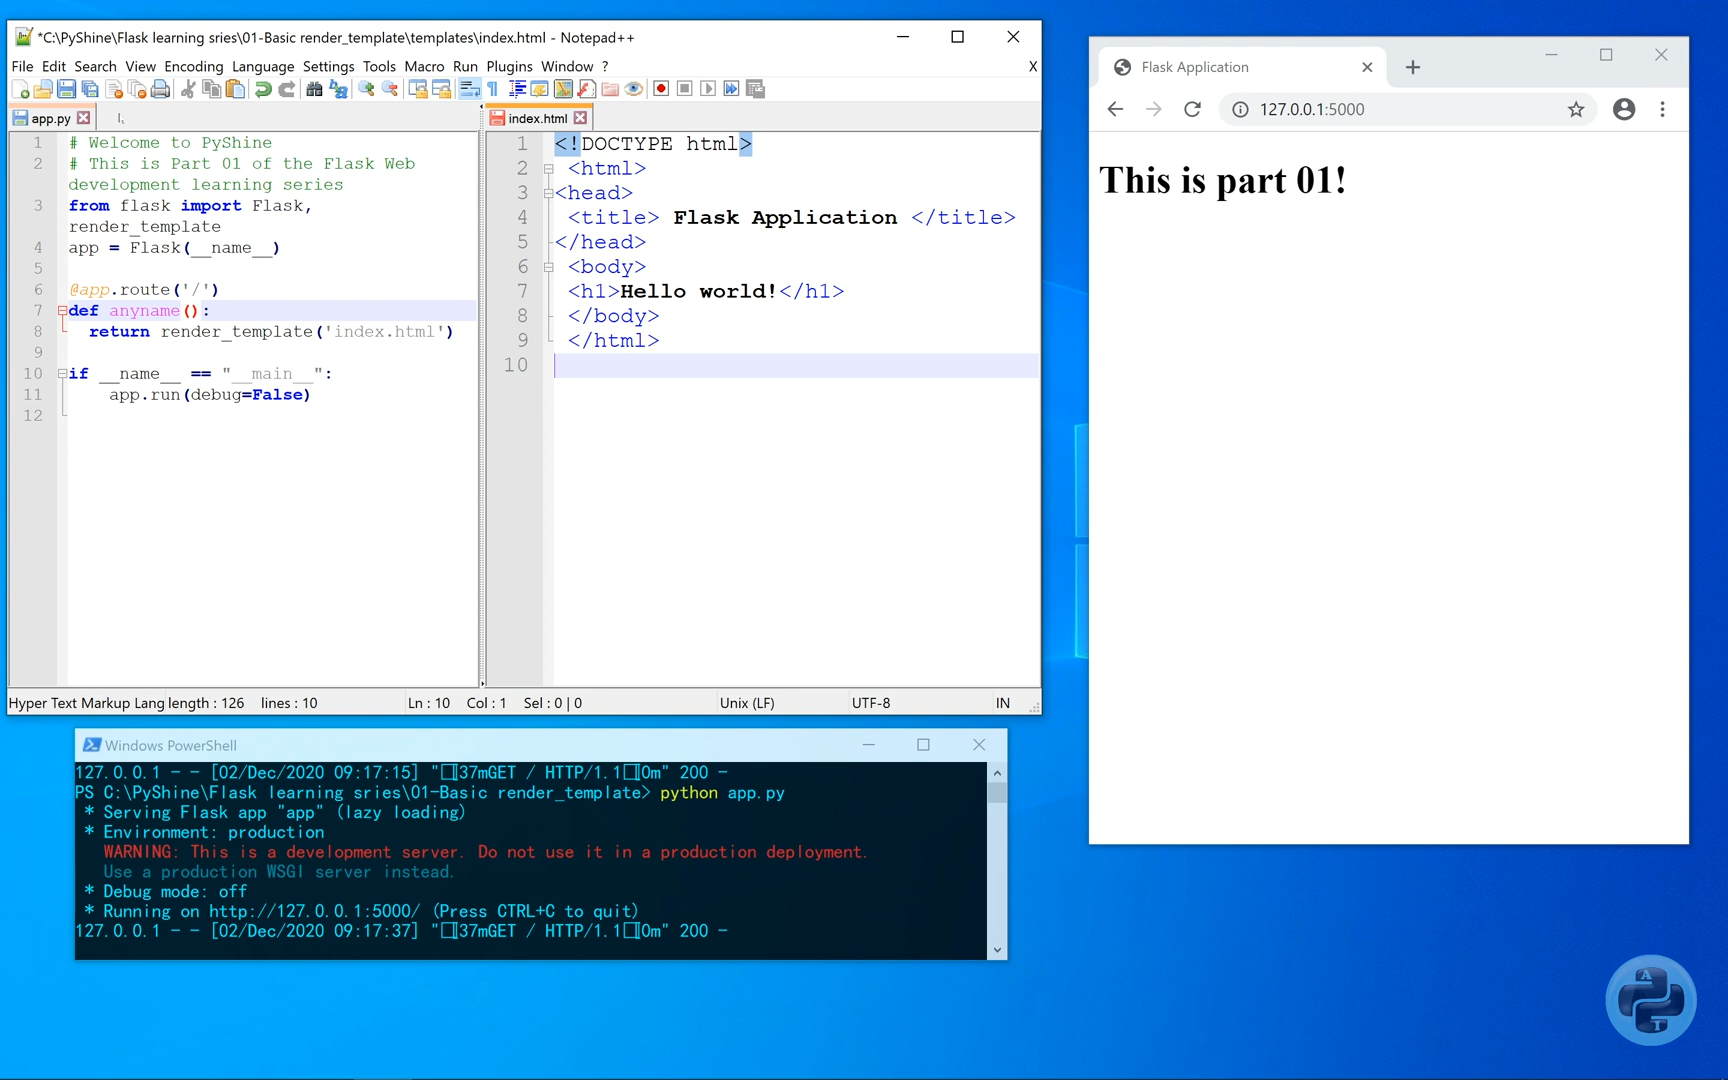 *C:\PyShine\Flask learning sries\01-Basic render_template\templates\index.html - Notepad++
File Edit Search View Encoding Language Settings Tools Macro Run Plugins Window ? X
app.py
1 # Welcome to PyShine
2 # This is Part 01 of the Flask Web
development learning series
3 from flask import Flask,
render_template
4 app = Flask(__name__)
5
6 @app.route('/')
7 def anyname():
8 return render_template('index.html')
9
10 if __name__ == "__main__":
11 app.run(debug=False)
12
index.html
1 <!DOCTYPE html>
2 <html>
3 <head>
4 <title> Flask Application </title>
5 </head>
6 <body>
7 <h1>Hello world!</h1>
8 </body>
9 </html>
10
Hyper Text Markup Lang length : 126 lines : 10 Ln : 10 Col : 1 Sel : 0 | 0 Unix (LF) UTF-8 IN
Flask Application
127.0.0.1:5000
This is part 01!
Windows PowerShell
127.0.0.1 - - [02/Dec/2020 09:17:15] "□[37mGET / HTTP/1.1□[0m" 200 -
PS C:\PyShine\Flask learning sries\01-Basic render_template> python app.py
* Serving Flask app "app" (lazy loading)
* Environment: production
WARNING: This is a development server. Do not use it in a production deployment.
Use a production WSGI server instead.
* Debug mode: off
* Running on http://127.0.0.1:5000/ (Press CTRL+C to quit)
127.0.0.1 - - [02/Dec/2020 09:17:37] "□[37mGET / HTTP/1.1□[0m" 200 -
A
T